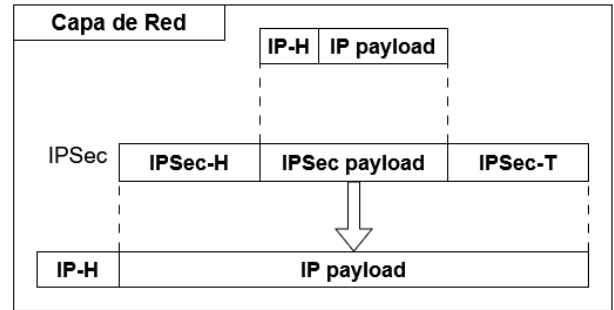 Capa de Red
IP-H IP payload
IPSec IPSec-H IPSec payload IPSec-T
IP-H IP payload